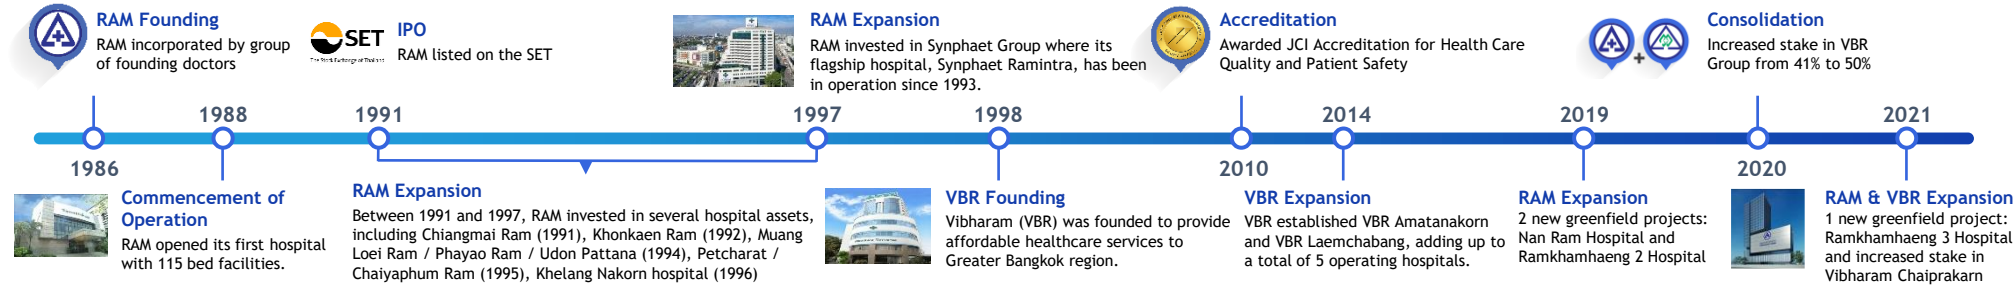 RAM Founding
RAM incorporated by group
of founding doctors
SET
The Stock Exchange of Thailand
IPO
RAM listed on the SET
RAM Expansion
RAM invested in Synphaet Group where its
flagship hospital, Synphaet Ramintra, has been
in operation since 1993.
Accreditation
Awarded JCI Accreditation for Health Care
Quality and Patient Safety
+
Consolidation
Increased stake in VBR
Group from 41% to 50%
1988
1991
1997
1998
2014
2019
2021
1986
2010
2020
Commencement of
Operation
RAM opened its first hospital
with 115 bed facilities.
RAM Expansion
Between 1991 and 1997, RAM invested in several hospital assets,
including Chiangmai Ram (1991), Khonkaen Ram (1992), Muang
Loei Ram / Phayao Ram / Udon Pattana (1994), Petcharat /
Chaiyaphum Ram (1995), Khelang Nakorn hospital (1996)
VBR Founding
Vibharam (VBR) was founded to provide
affordable healthcare services to
Greater Bangkok region.
VBR Expansion
VBR established VBR Amatanakorn
and VBR Laemchabang, adding up to
a total of 5 operating hospitals.
RAM Expansion
2 new greenfield projects:
Nan Ram Hospital and
Ramkhamhaeng 2 Hospital
RAM & VBR Expansion
1 new greenfield project:
Ramkhamhaeng 3 Hospital
and increased stake in
Vibharam Chaiprakarn